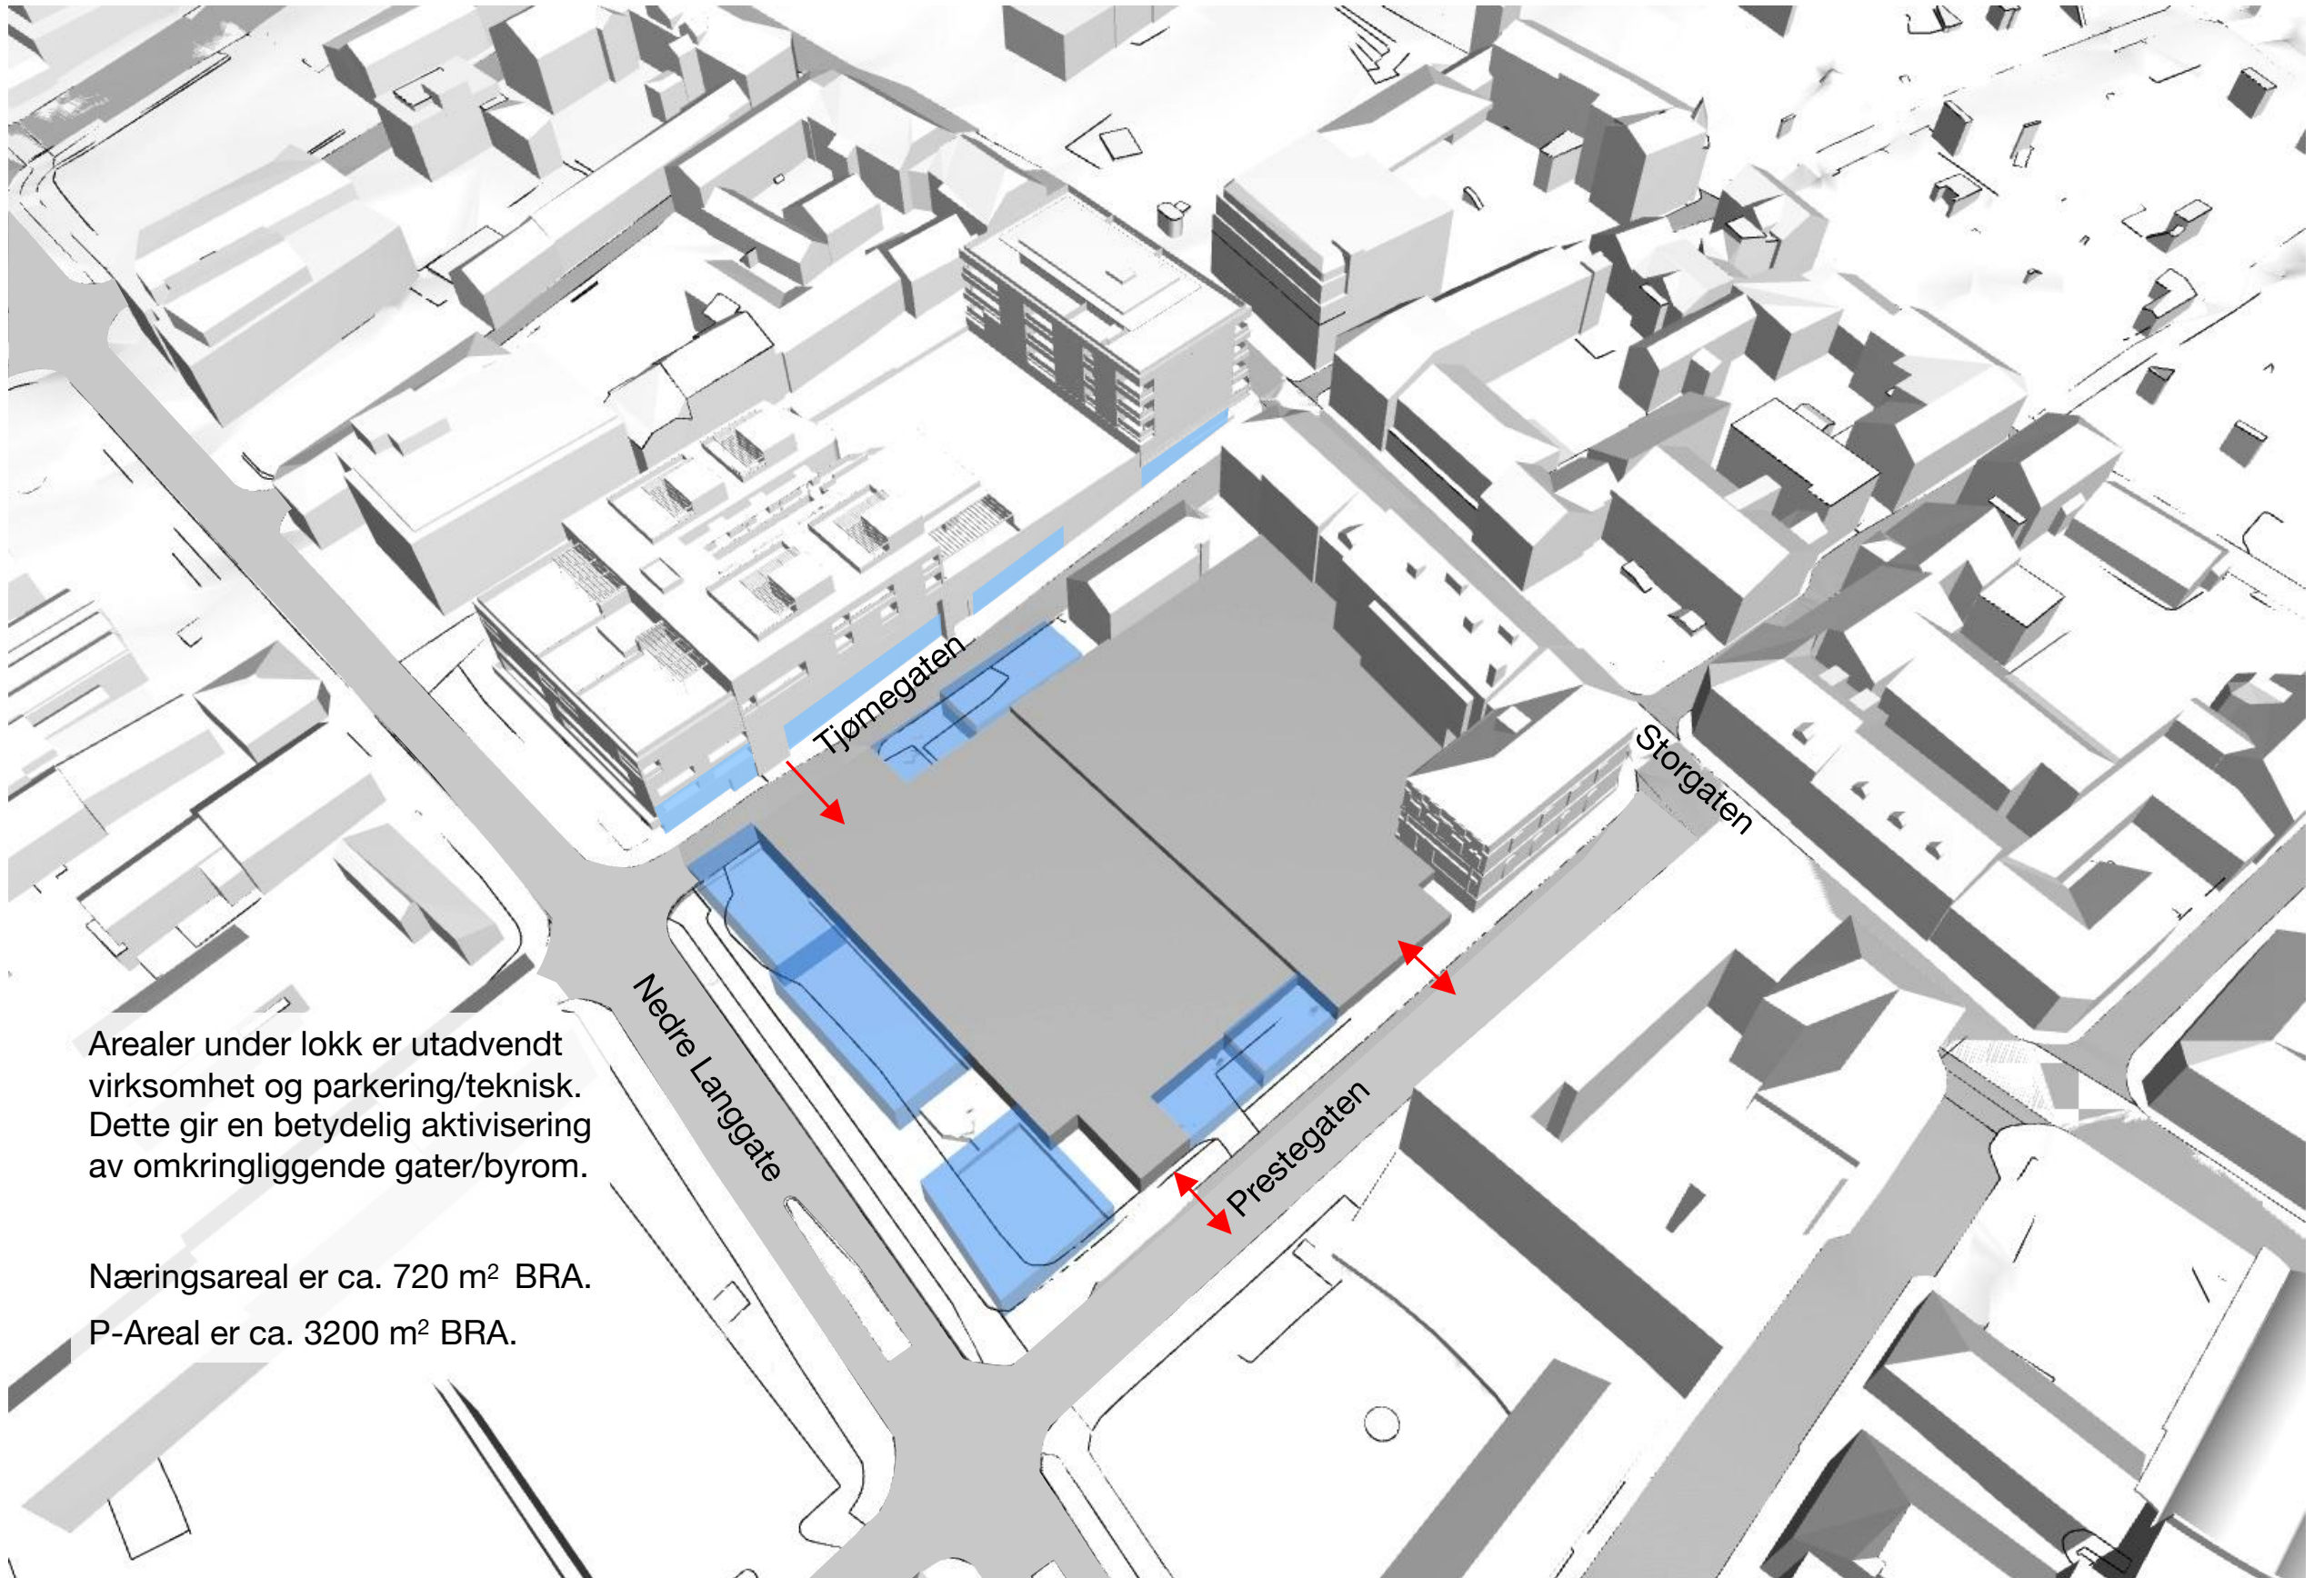 Tjømegaten
Storgaten
Nedre Langgate
Prestegaten
Arealer under lokk er utadvendt
virksomhet og parkering/teknisk.
Dette gir en betydelig aktivisering
av omkringliggende gater/byrom.
Næringsareal er ca. 720 m² BRA.
P-Areal er ca. 3200 m² BRA.